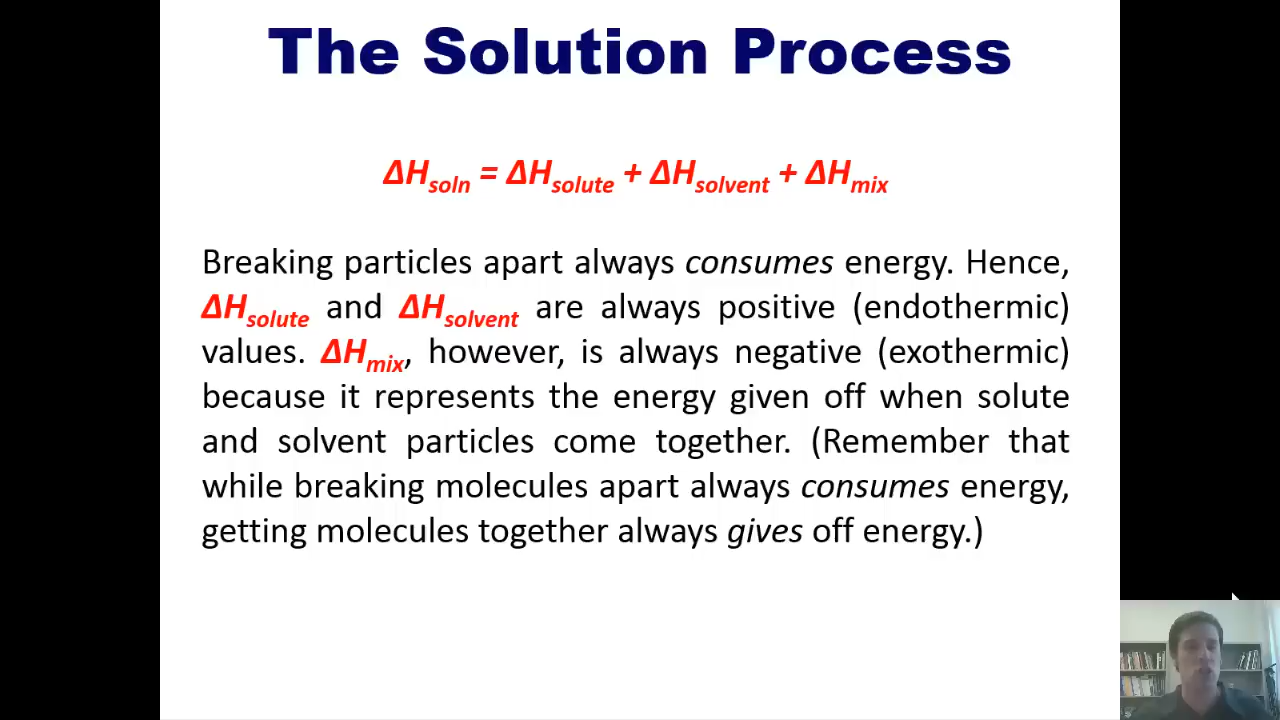 The Solution Process
ΔHsoln = ΔHsolute + ΔHsolvent + ΔHmix
Breaking particles apart always consumes energy. Hence,
ΔHsolute and ΔHsolvent are always positive (endothermic)
values. ΔHmix, however, is always negative (exothermic)
because it represents the energy given off when solute
and solvent particles come together. (Remember that
while breaking molecules apart always consumes energy,
getting molecules together always gives off energy.)